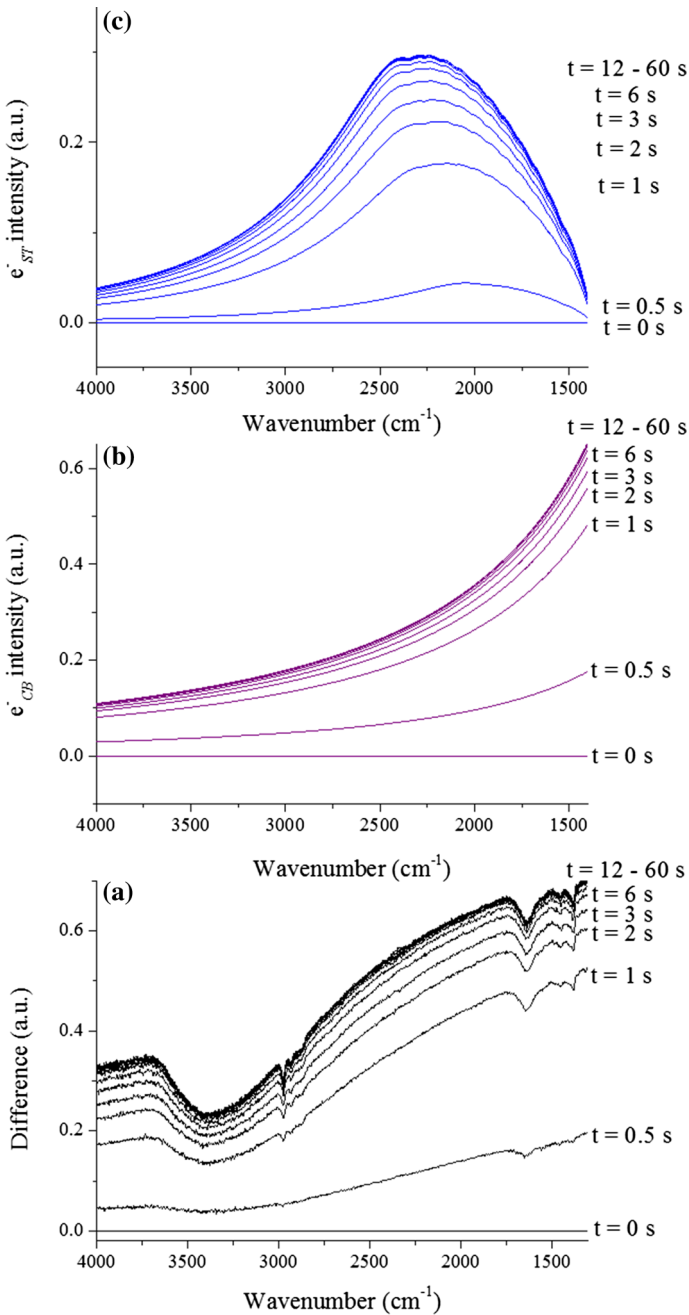 (c)
e⁻ST intensity (a.u.)
0.2
0.0
t = 12 - 60 s
t = 6 s
t = 3 s
t = 2 s
t = 1 s
t = 0.5 s
t = 0 s
4000 3500 3000 2500 2000 1500
Wavenumber (cm⁻¹)
(b)
e⁻CB intensity (a.u.)
0.6
0.4
0.2
0.0
t = 12 - 60 s
t = 6 s
t = 3 s
t = 2 s
t = 1 s
t = 0.5 s
t = 0 s
4000 3500 3000 2500 2000 1500
Wavenumber (cm⁻¹)
(a)
Difference (a.u.)
0.6
0.4
0.2
0.0
t = 12 - 60 s
t = 6 s
t = 3 s
t = 2 s
t = 1 s
t = 0.5 s
t = 0 s
4000 3500 3000 2500 2000 1500
Wavenumber (cm⁻¹)